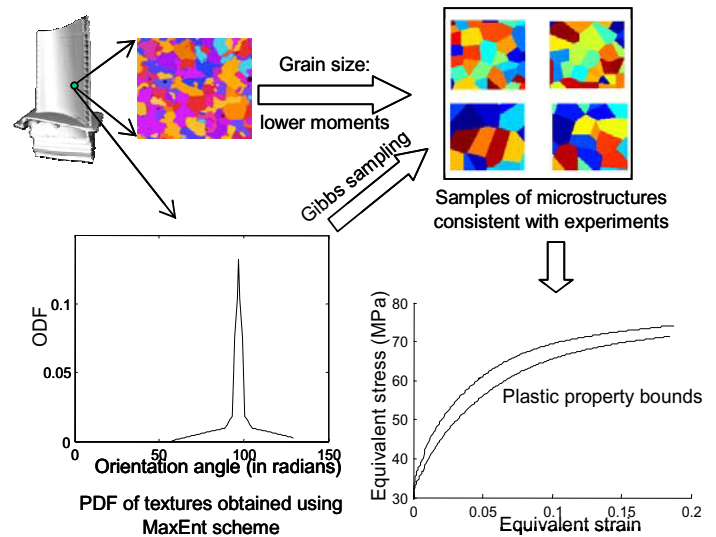 Grain size:
lower moments
Gibbs sampling
Samples of microstructures
consistent with experiments
ODF
0.1
0.05
0
0
50
100
150
Orientation angle (in radians)
PDF of textures obtained using
MaxEnt scheme
Equivalent stress (MPa)
80
70
60
50
40
30
Plastic property bounds
0
0.05
0.1
0.15
0.2
Equivalent strain